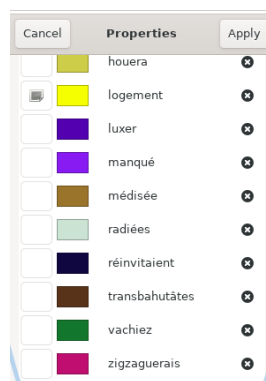 Cancel Properties Apply
houera
logement
luxer
manqué
médisée
radiées
réinvitaient
transbahutâtes
vachiez
zigzaguerais